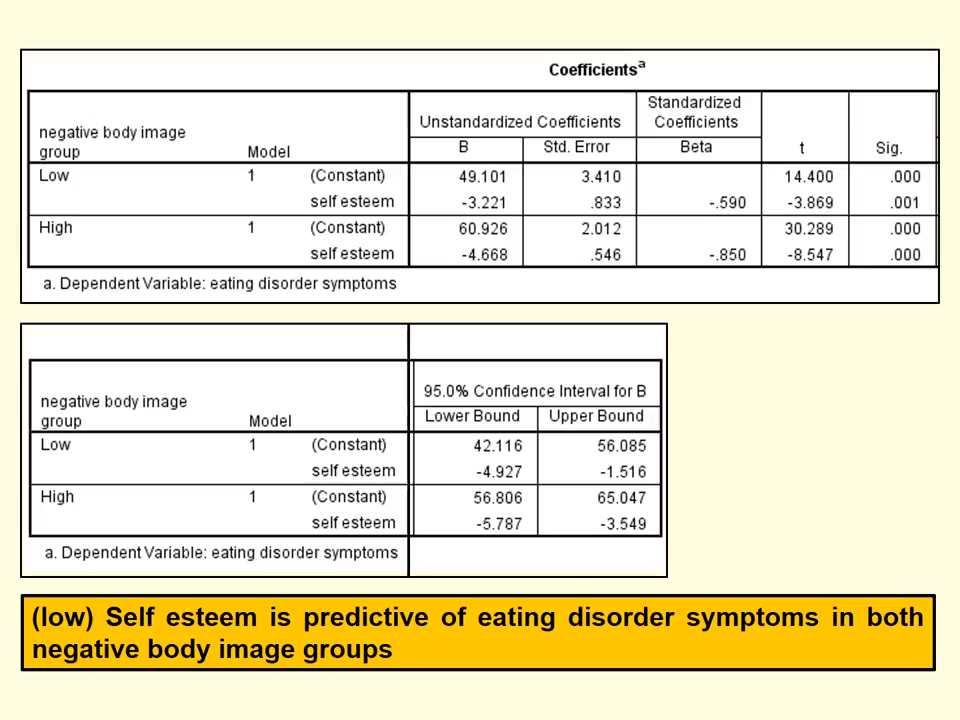 Coefficientsa
negative body image group Model Unstandardized Coefficients Standardized Coefficients t Sig.
B Std. Error Beta
Low 1 (Constant) 49.101 3.410 14.400 .000
self esteem -3.221 .833 -.590 -3.869 .001
High 1 (Constant) 60.926 2.012 30.289 .000
self esteem -4.668 .546 -.850 -8.547 .000
a. Dependent Variable: eating disorder symptoms
negative body image group Model 95.0% Confidence Interval for B
Lower Bound Upper Bound
Low 1 (Constant) 42.116 56.085
self esteem -4.927 -1.516
High 1 (Constant) 56.806 65.047
self esteem -5.787 -3.549
a. Dependent Variable: eating disorder symptoms
(low) Self esteem is predictive of eating disorder symptoms in both
negative body image groups